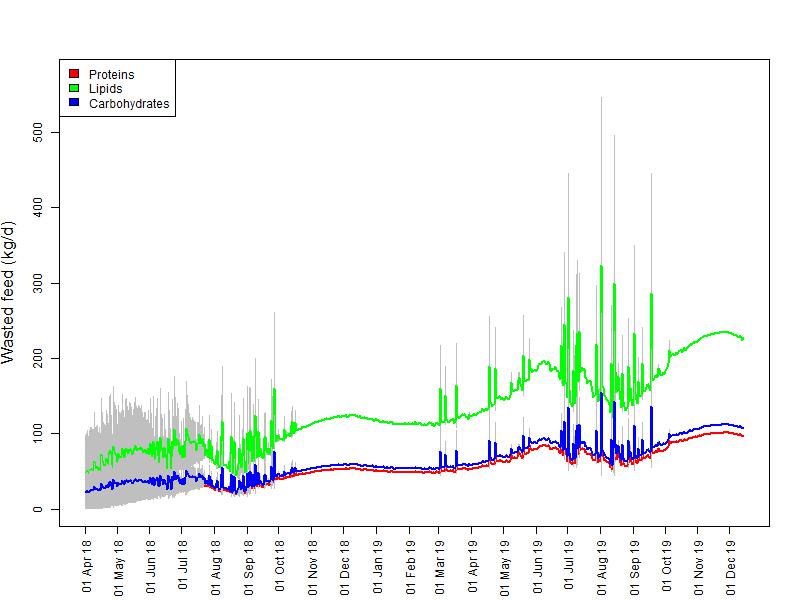 Proteins
Lipids
Carbohydrates
Wasted feed (kg/d)
500
400
300
200
100
0
01 Apr 18
01 May 18
01 Jun 18
01 Jul 18
01 Aug 18
01 Sep 18
01 Oct 18
01 Nov 18
01 Dec 18
01 Jan 19
01 Feb 19
01 Mar 19
01 Apr 19
01 May 19
01 Jun 19
01 Jul 19
01 Aug 19
01 Sep 19
01 Oct 19
01 Nov 19
01 Dec 19